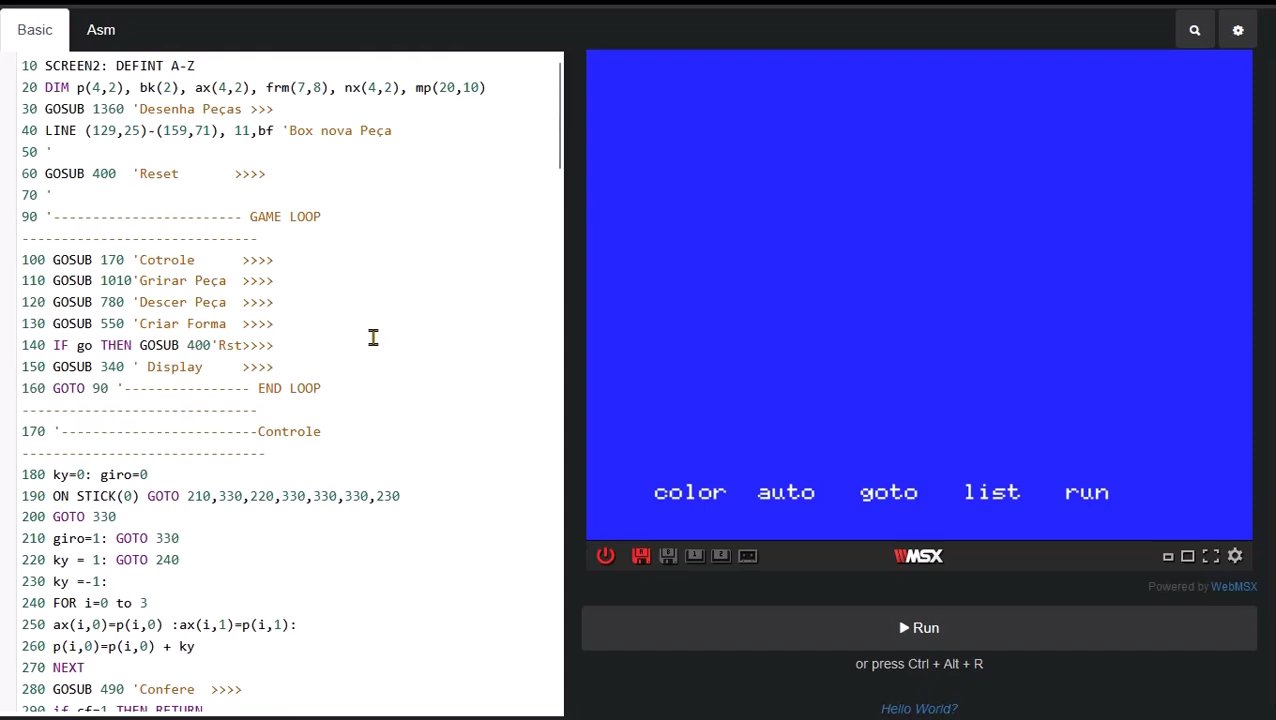 Basic
Asm
10 SCREEN2: DEFINT A-Z
20 DIM p(4,2), bk(2), ax(4,2), frm(7,8), nx(4,2), mp(20,10)
30 GOSUB 1360 'Desenha Peças >>>
40 LINE (129,25)-(159,71), 11,bf 'Box nova Peça
50 '
60 GOSUB 400  'Reset       >>>>
70 '
90 '------------------------ GAME LOOP
------------------------------
100 GOSUB 170 'Cotrole      >>>>
110 GOSUB 1010'Grirar Peça  >>>>
120 GOSUB 780 'Descer Peça  >>>>
130 GOSUB 550 'Criar Forma  >>>>
140 IF go THEN GOSUB 400'Rst>>>>
150 GOSUB 340 ' Display     >>>>
160 GOTO 90 '---------------- END LOOP
------------------------------
170 '-------------------------Controle
-------------------------------
180 ky=0: giro=0
190 ON STICK(0) GOTO 210,330,220,330,330,330,230
200 GOTO 330
210 giro=1: GOTO 330
220 ky = 1: GOTO 240
230 ky =-1:
240 FOR i=0 to 3
250 ax(i,0)=p(i,0) :ax(i,1)=p(i,1):
260 p(i,0)=p(i,0) + ky
270 NEXT
280 GOSUB 490 'Confere  >>>>
290 if cf=1 THEN RETURN
color auto goto list run
MSX
Powered by WebMSX
Run
or press Ctrl + Alt + R
Hello World?